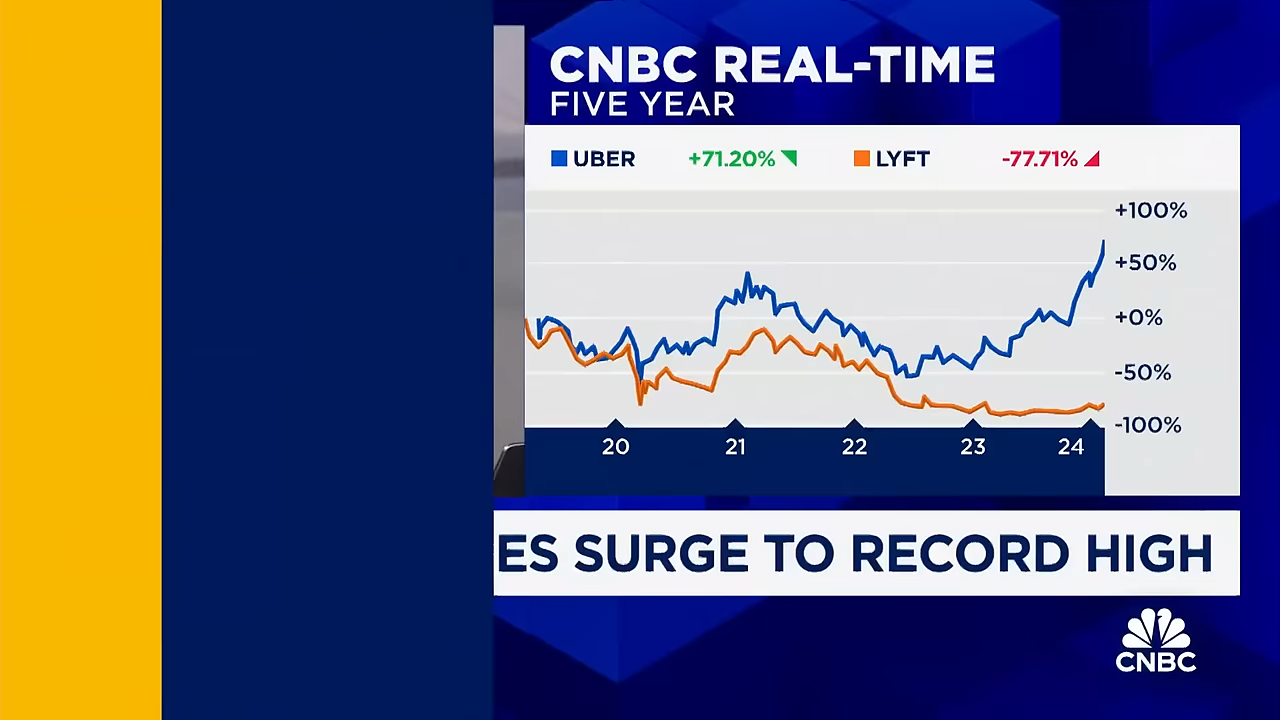 CNBC REAL-TIME
FIVE YEAR
UBER +71.20% LYFT -77.71%
+100%
+50%
+0%
-50%
-100%
20 21 22 23 24
ES SURGE TO RECORD HIGH
CNBC